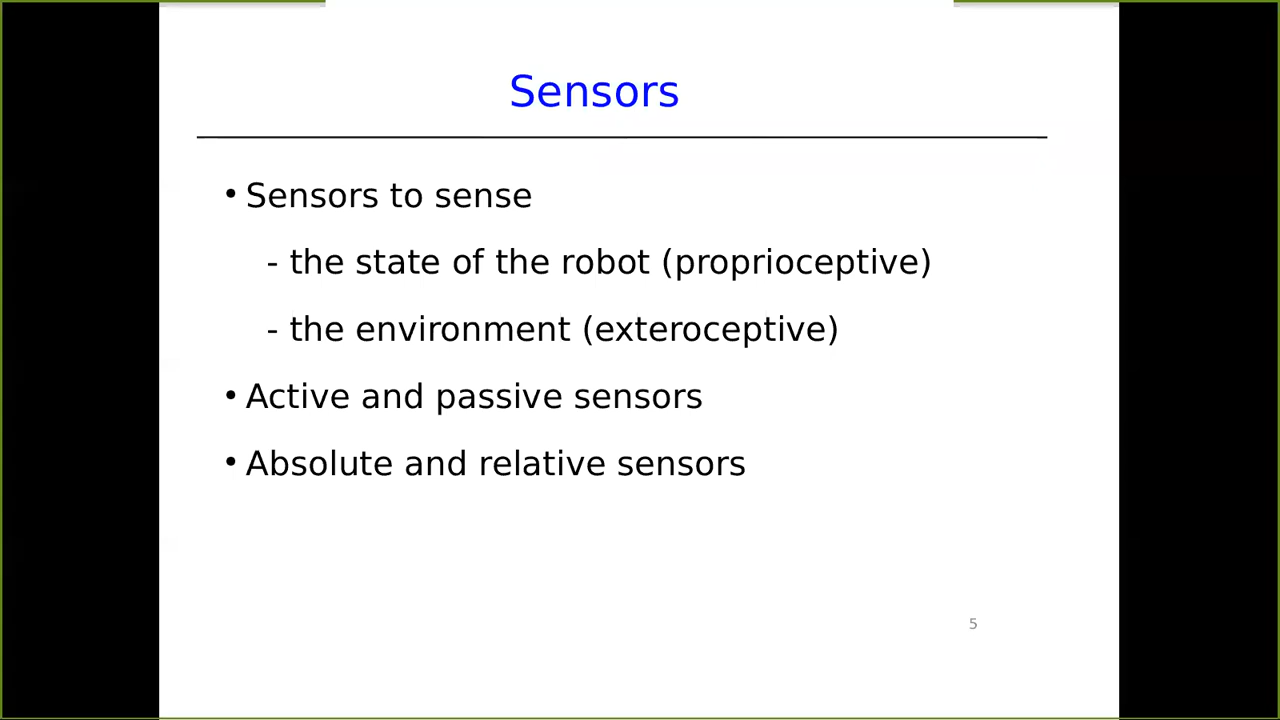 Sensors
• Sensors to sense
- the state of the robot (proprioceptive)
- the environment (exteroceptive)
• Active and passive sensors
• Absolute and relative sensors
5